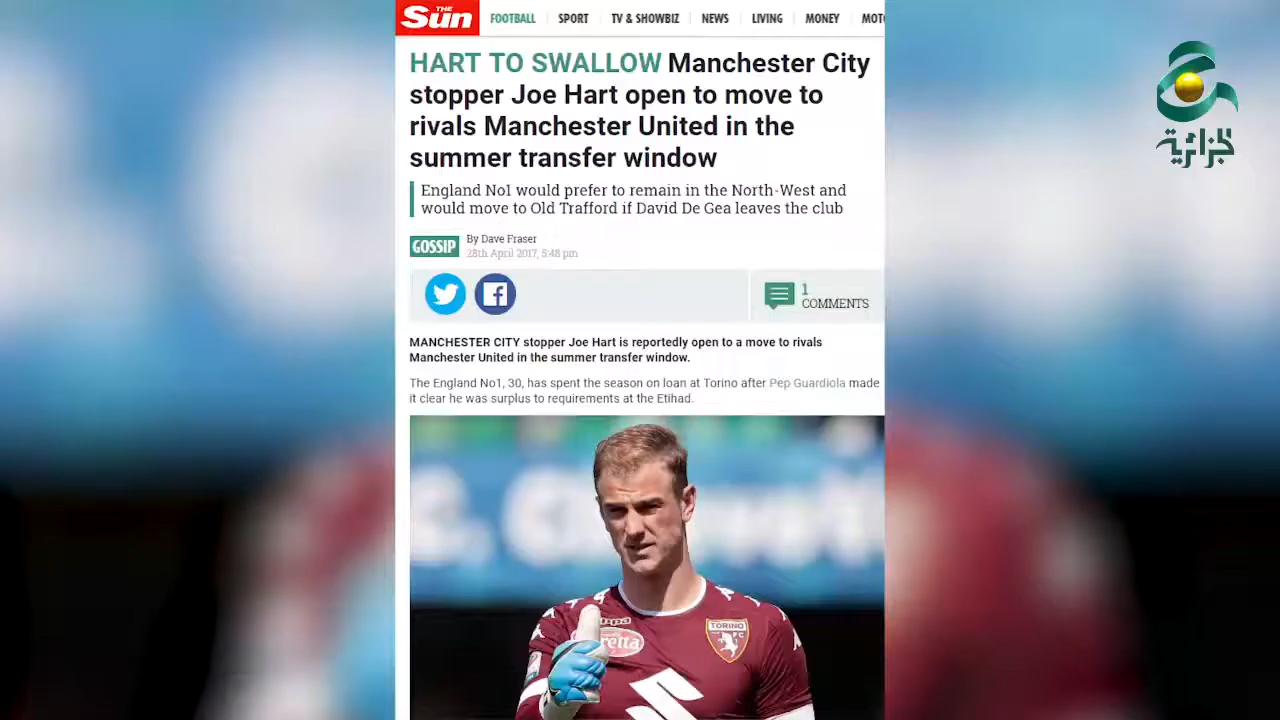 THE
Sun
FOOTBALL SPORT TV & SHOWBIZ NEWS LIVING MONEY
HART TO SWALLOW Manchester City
stopper Joe Hart open to move to
rivals Manchester United in the
summer transfer window
England No1 would prefer to remain in the North-West and
would move to Old Trafford if David De Gea leaves the club
GOSSIP
By Dave Fraser
28th April 2017, 5:48 pm
1
COMMENTS
MANCHESTER CITY stopper Joe Hart is reportedly open to a move to rivals
Manchester United in the summer transfer window.
The England No1, 30, has spent the season on loan at Torino after Pep Guardiola made
it clear he was surplus to requirements at the Etihad.
الجزائرية
Kappa
TORINO
FC